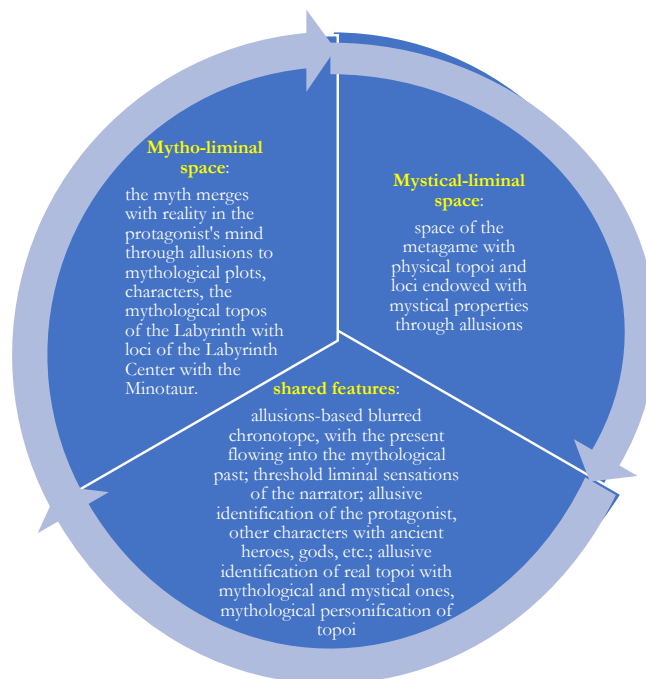 Mytho-liminal
space:
the myth merges
with reality in the
protagonist's mind
through allusions to
mythological plots,
characters, the
mythological topos
of the Labyrinth with
loci of the Labyrinth
Center with the
Minotaur.
Mystical-liminal
space:
space of the
metagame with
physical topoi and
loci endowed with
mystical properties
through allusions
shared features:
allusions-based blurred
chronotope, with the present
flowing into the mythological
past; threshold liminal sensations
of the narrator; allusive
identification of the protagonist,
other characters with ancient
heroes, gods, etc.; allusive
identification of real topoi with
mythological and mystical ones,
mythological personification of
topoi